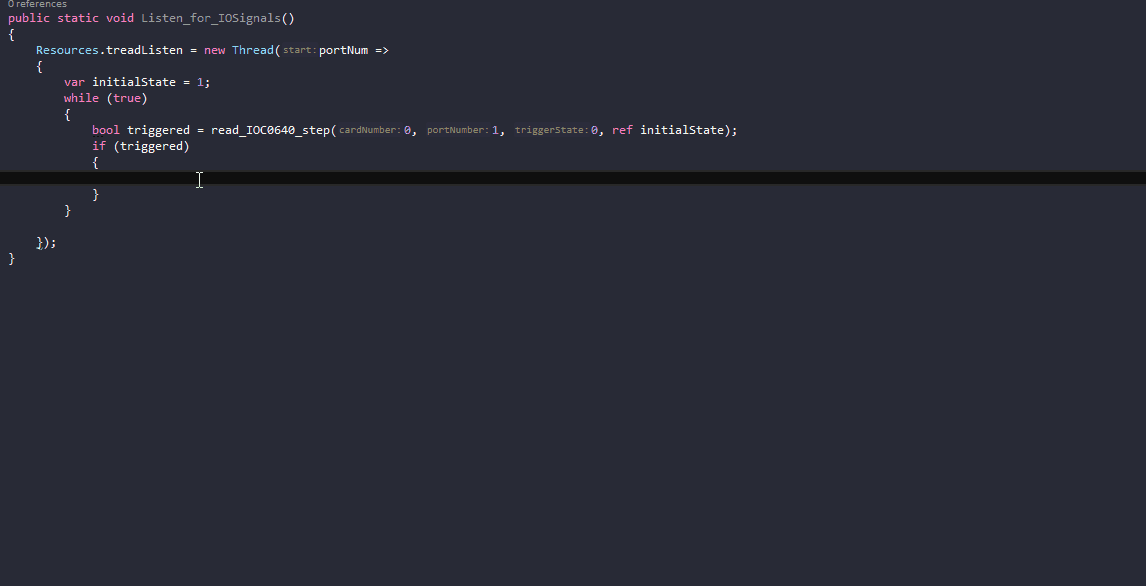 0 references
public static void Listen_for_IOSignals()
{
Resources.treadListen = new Thread(start: portNum =>
{
var initialState = 1;
while (true)
{
bool triggered = read_IOC0640_step(cardNumber: 0, portNumber: 1, triggerState: 0, ref initialState);
if (triggered)
{
}
}
});
}